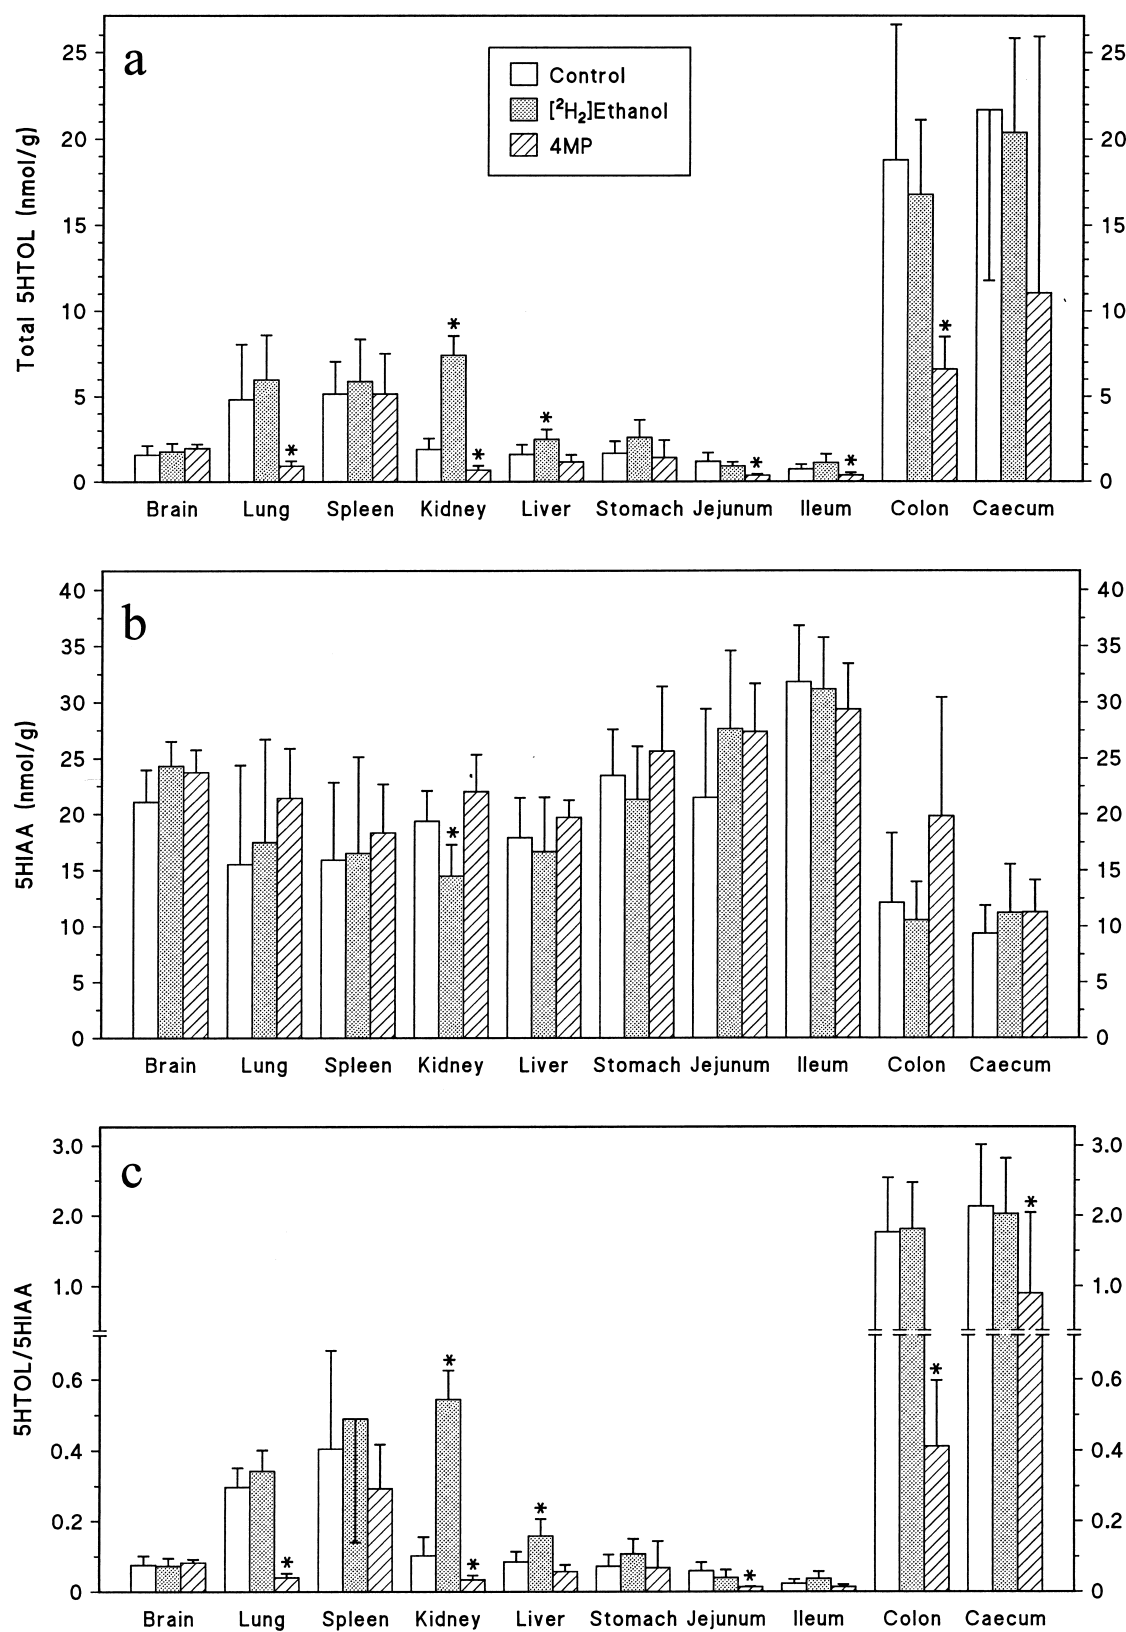 a
Control
[²H₂]Ethanol
4MP
Total 5HTOL (nmol/g)
25 25
20 20
15 15
10 10
5 5
0 0
* * * * * * * *
Brain Lung Spleen Kidney Liver Stomach Jejunum Ileum Colon Caecum
b
5HIAA (nmol/g)
40 40
35 35
30 30
25 25
20 20
15 15
10 10
5 5
0 0
*
Brain Lung Spleen Kidney Liver Stomach Jejunum Ileum Colon Caecum
c
5HTOL/5HIAA
3.0 3.0
2.0 2.0
1.0 1.0
0.6 0.6
0.4 0.4
0.2 0.2
0 0
* * * * * * *
Brain Lung Spleen Kidney Liver Stomach Jejunum Ileum Colon Caecum